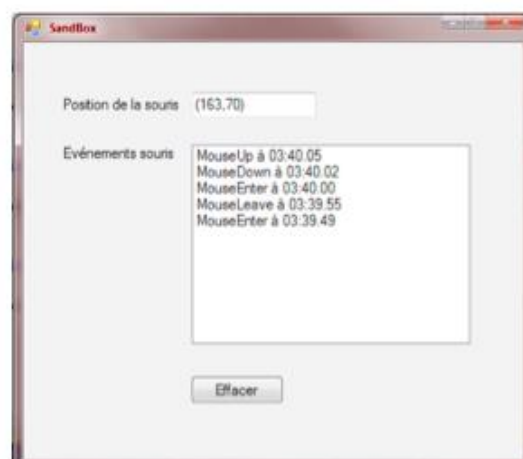 SandBox
Position de la souris (163,70)
Evénements souris
MouseUp à 03:40.05
MouseDown à 03:40.02
MouseEnter à 03:40.00
MouseLeave à 03:39.55
MouseEnter à 03:39.49
Effacer